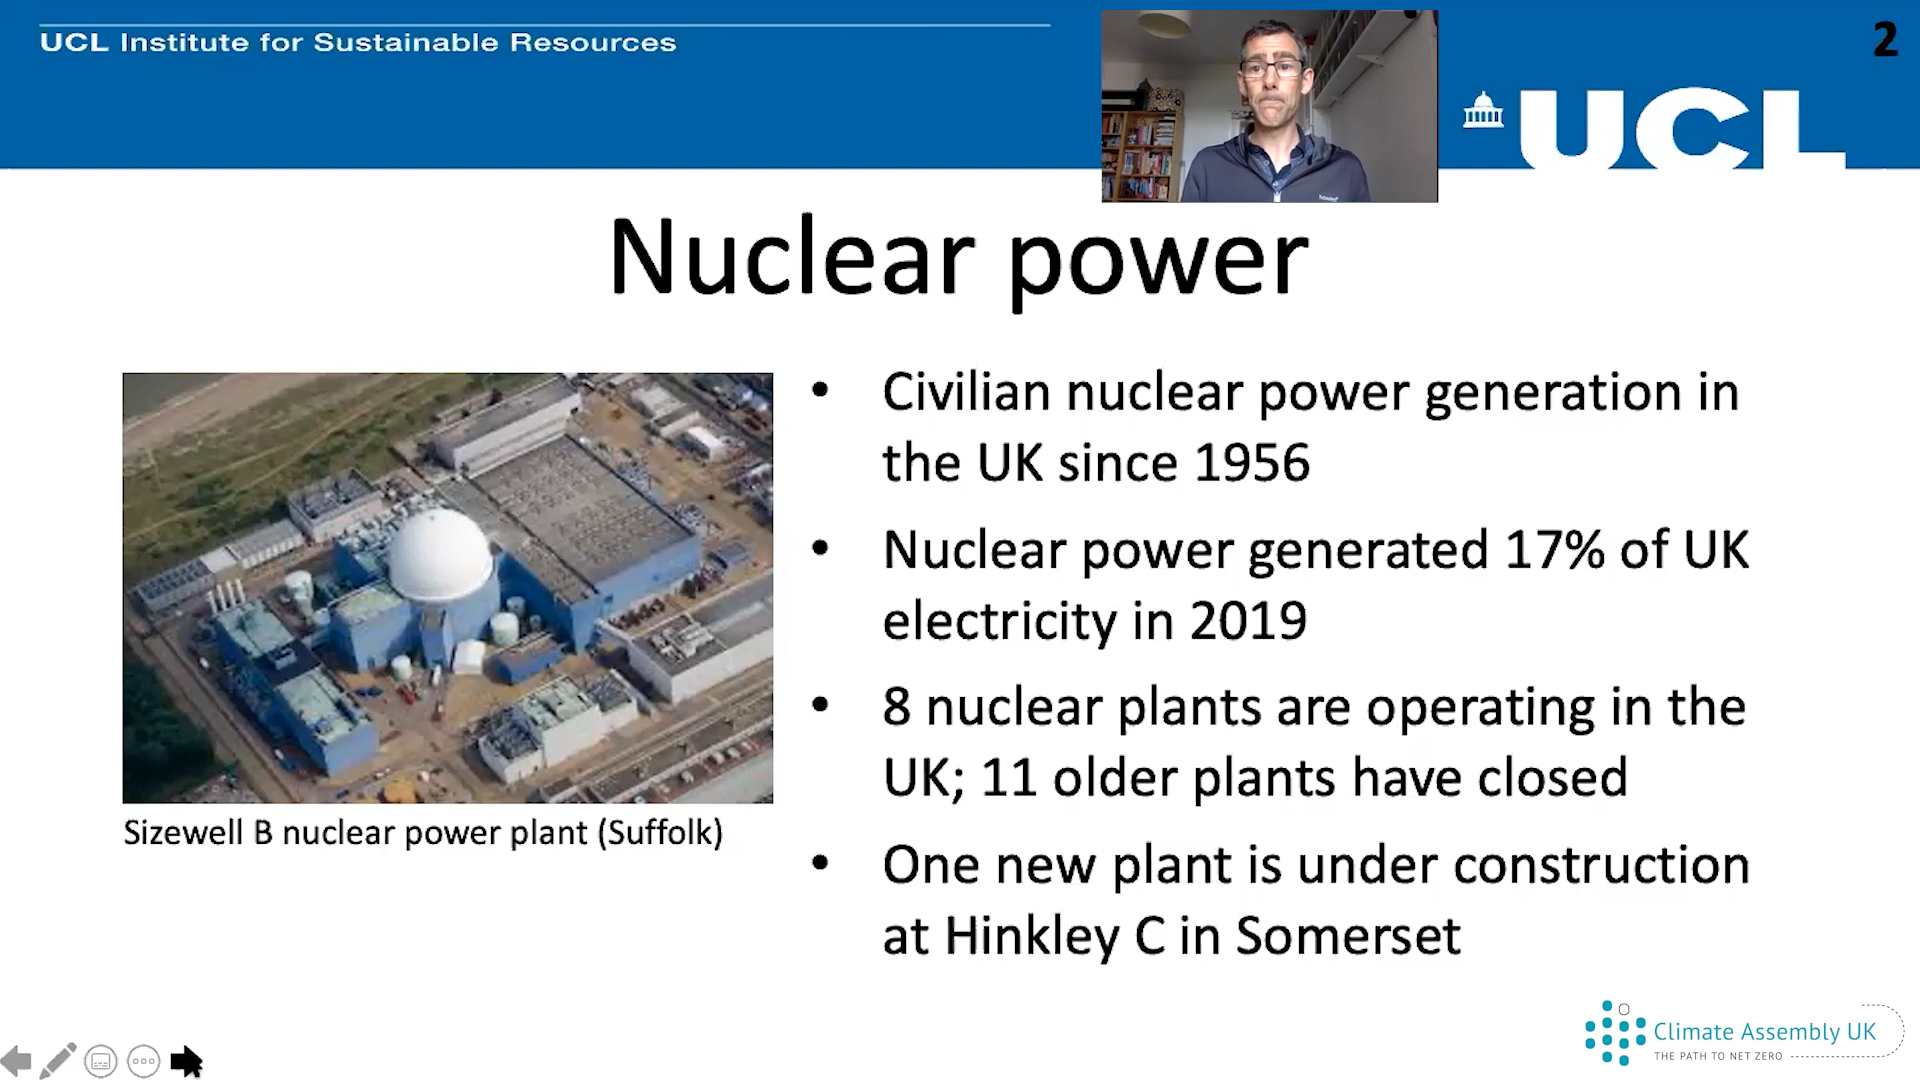 UCL Institute for Sustainable Resources
2
UCL
Nuclear power
• Civilian nuclear power generation in
the UK since 1956
• Nuclear power generated 17% of UK
electricity in 2019
• 8 nuclear plants are operating in the
UK; 11 older plants have closed
• One new plant is under construction
at Hinkley C in Somerset
Sizewell B nuclear power plant (Suffolk)
Climate Assembly UK
THE PATH TO NET ZERO